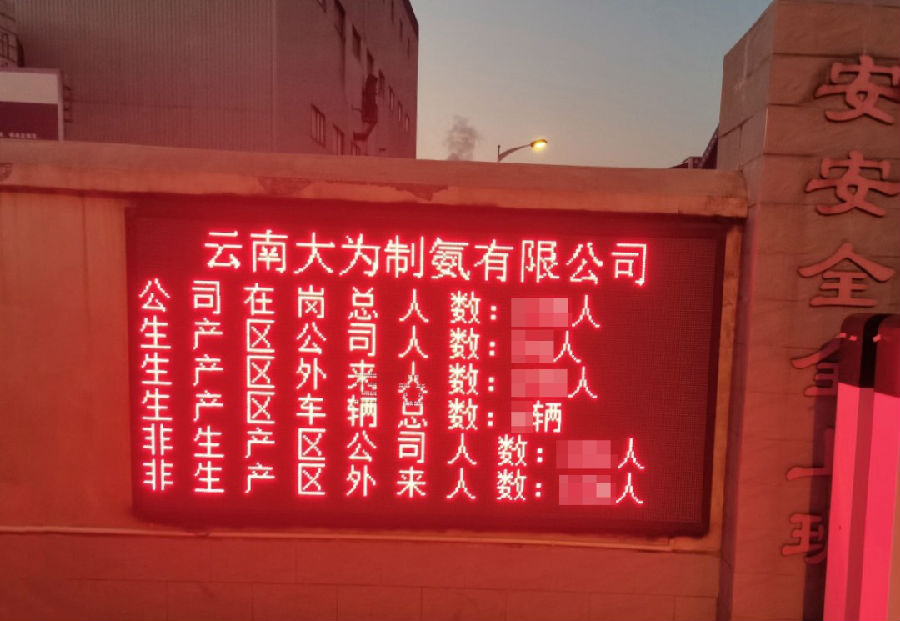 云南大为制氨有限公司
公司在岗总人数：人
生产区公司人数：人
生产区外来人数：人
生产区车辆总数：辆
非生产区公司人数：人
非生产区外来人数：人
安安全
安全